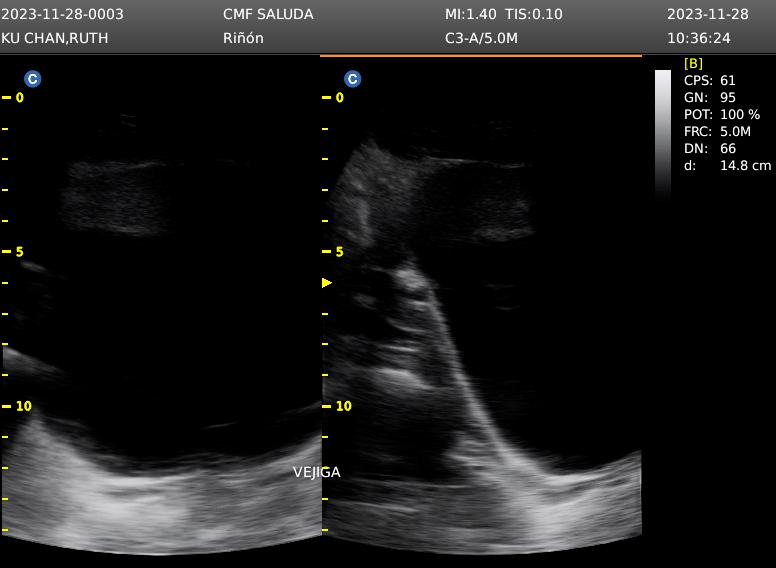 2023-11-28-0003 CMF SALUDA MI:1.40 TIS:0.10 2023-11-28
KU CHAN,RUTH Riñón C3-A/5.0M 10:36:24
[B]
CPS: 61
GN: 95
POT: 100 %
FRC: 5.0M
DN: 66
d: 14.8 cm
C C
0 0
5 5
10 10
VEJIGA